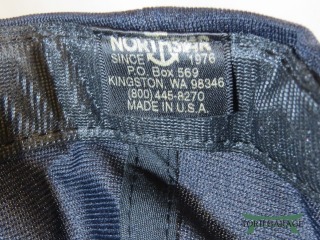 NORTHSTAR
SINCE 1976
P.O. Box 569
KINGSTON, WA 98346
(800) 445-8270
MADE IN U.S.A.